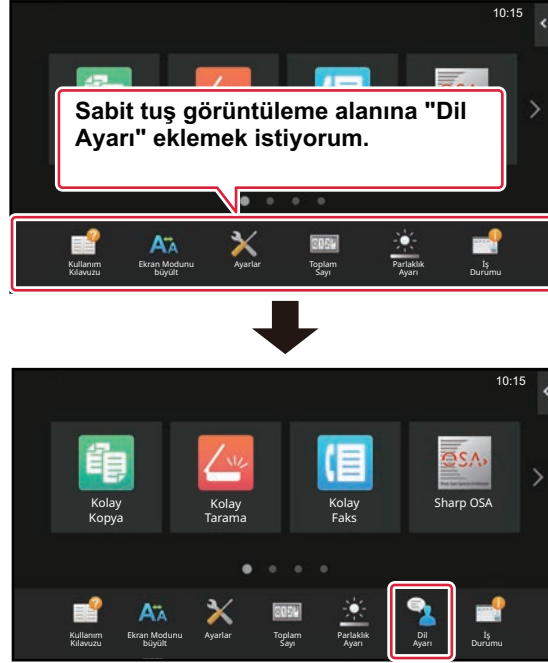 10:15
Sabit tuş görüntüleme alanına "Dil
Ayarı" eklemek istiyorum.
Kullanım
Kılavuzu
Ekran Modunu
büyült
Ayarlar
Toplam
Sayı
Parlaklık
Ayarı
İş
Durumu
10:15
Kolay
Kopya
Kolay
Tarama
Kolay
Faks
OSA
Sharp OSA
Kullanım
Kılavuzu
Ekran Modunu
büyült
Ayarlar
Toplam
Sayı
Parlaklık
Ayarı
Dil
Ayarı
İş
Durumu